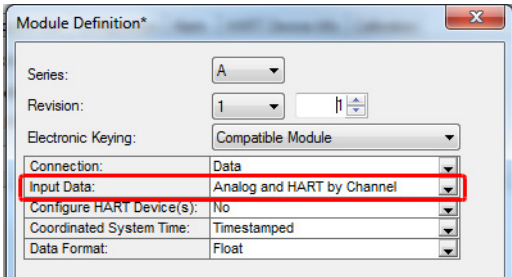 Module Definition*
Series: A
Revision: 1 1
Electronic Keying: Compatible Module
Connection: Data
Input Data: Analog and HART by Channel
Configure HART Device(s): No
Coordinated System Time: Timestamped
Data Format: Float